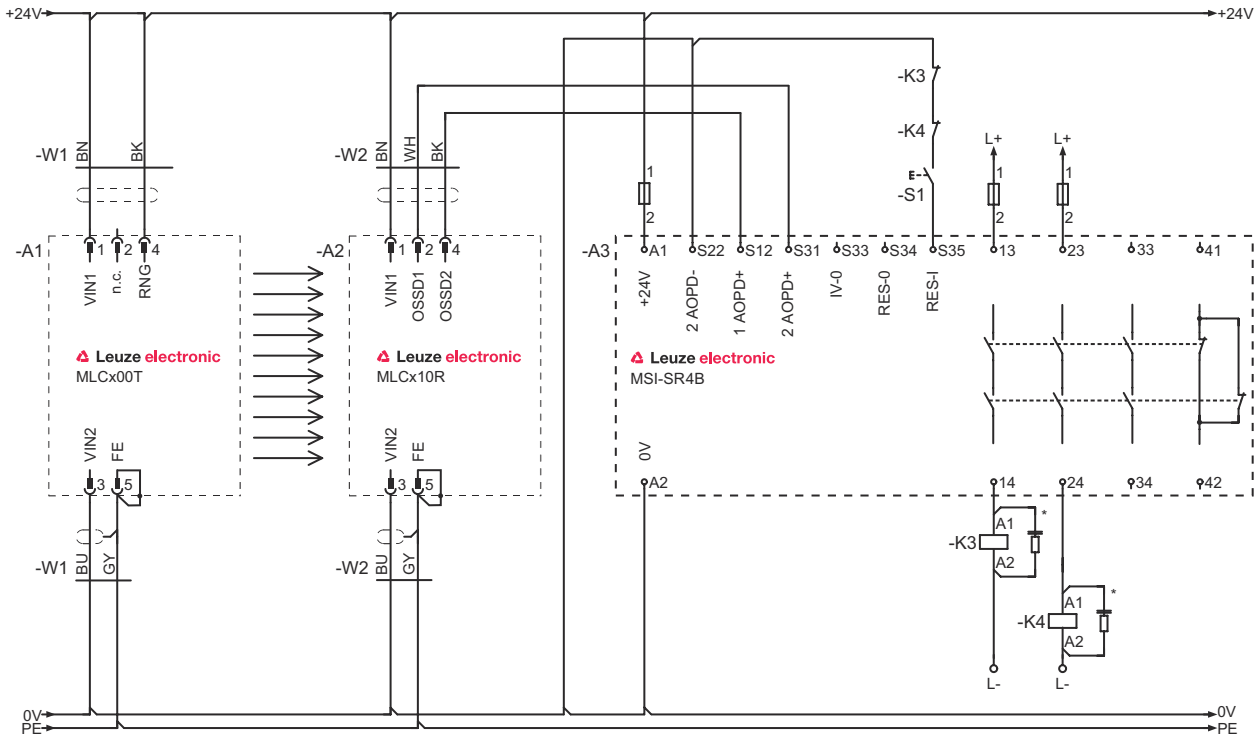 +24V
+24V
-K3
-W1
BN
BK
-W2
BN
WH
BK
-K4
L+
L+
1
2
E
-S1
1
2
1
2
-A1
1
2
4
-A2
1
2
4
-A3
A1
S22
S12
S31
S33
S34
S35
13
23
33
41
VIN1
n.c.
RNG
VIN1
OSSD1
OSSD2
+24V
2 AOPD-
1 AOPD+
2 AOPD+
IV-0
RES-0
RES-I
Leuze electronic
MLCx00T
Leuze electronic
MLCx10R
Leuze electronic
MSI-SR4B
VIN2
FE
VIN2
FE
0V
3
5
3
5
A2
14
24
34
42
-W1
BU
GY
-W2
BU
GY
-K3
A1
A2
*
-K4
A1
A2
*
L-
L-
0V
0V
PE
PE